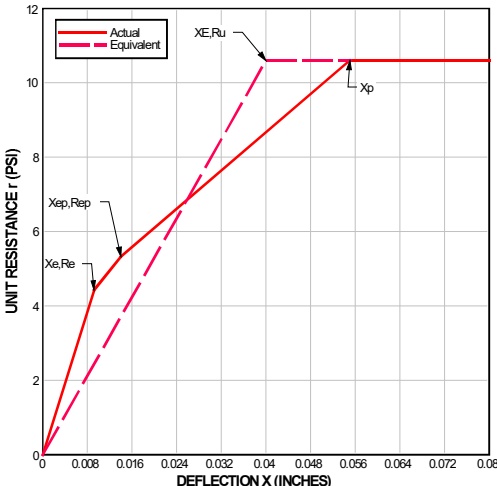 12
10
8
6
4
2
0
UNIT RESISTANCE r (PSI)
Actual
Equivalent
XE,Ru
Xp
Xep,Rep
Xe,Re
0 0.008 0.016 0.024 0.032 0.04 0.048 0.056 0.064 0.072 0.08
DEFLECTION X (INCHES)